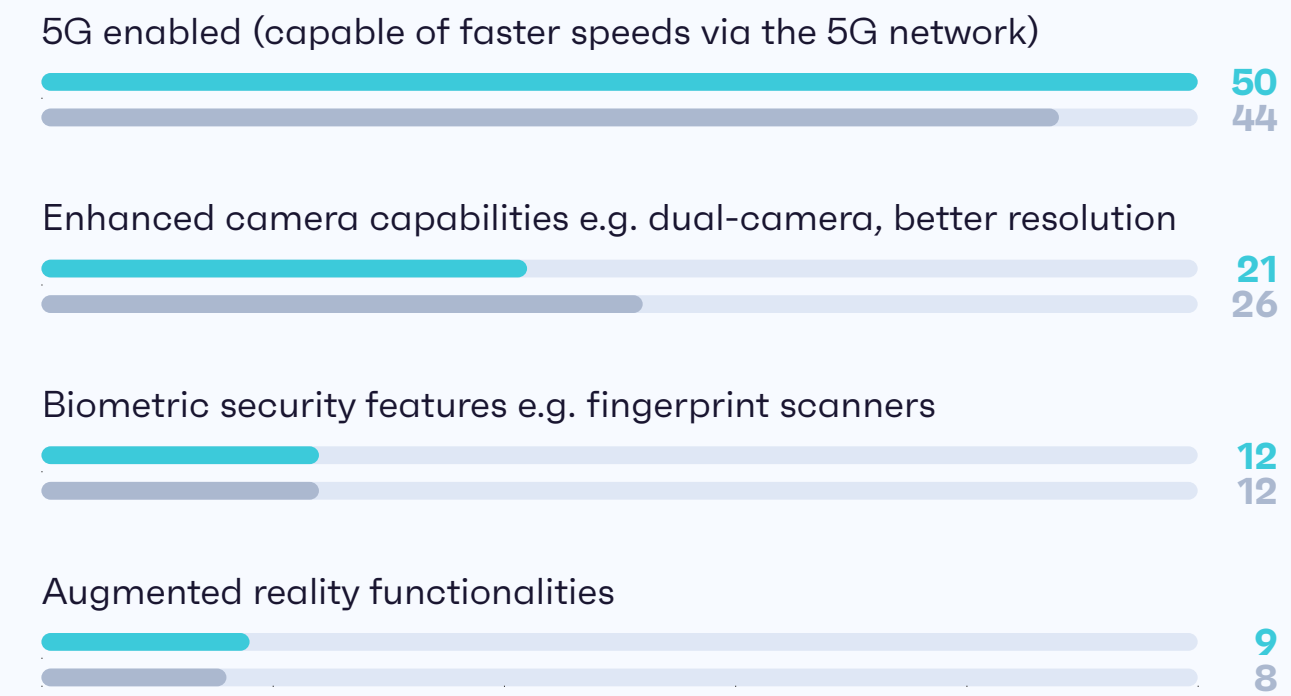 5G enabled (capable of faster speeds via the 5G network)
50
44
Enhanced camera capabilities e.g. dual-camera, better resolution
21
26
Biometric security features e.g. fingerprint scanners
12
12
Augmented reality functionalities
9
8